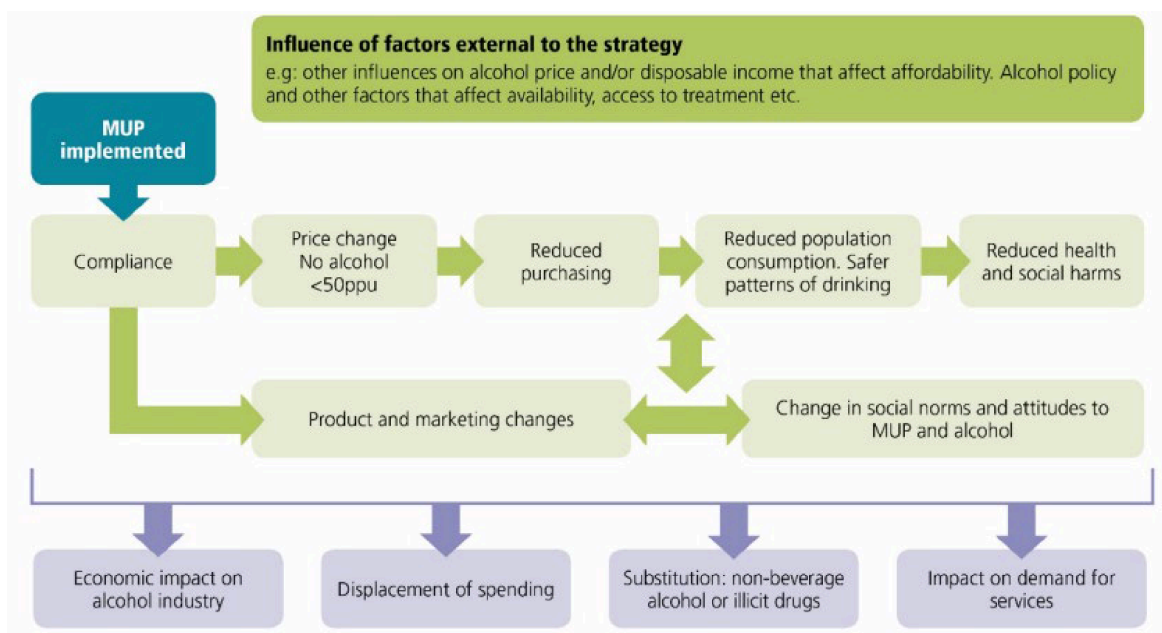 Influence of factors external to the strategy
e.g: other influences on alcohol price and/or disposable income that affect affordability. Alcohol policy
and other factors that affect availability, access to treatment etc.
MUP
implemented
Compliance
Price change
No alcohol
<50ppu
Reduced
purchasing
Reduced population
consumption. Safer
patterns of drinking
Reduced health
and social harms
Product and marketing changes
Change in social norms and attitudes to
MUP and alcohol
Economic impact on
alcohol industry
Displacement of spending
Substitution: non-beverage
alcohol or illicit drugs
Impact on demand for
services